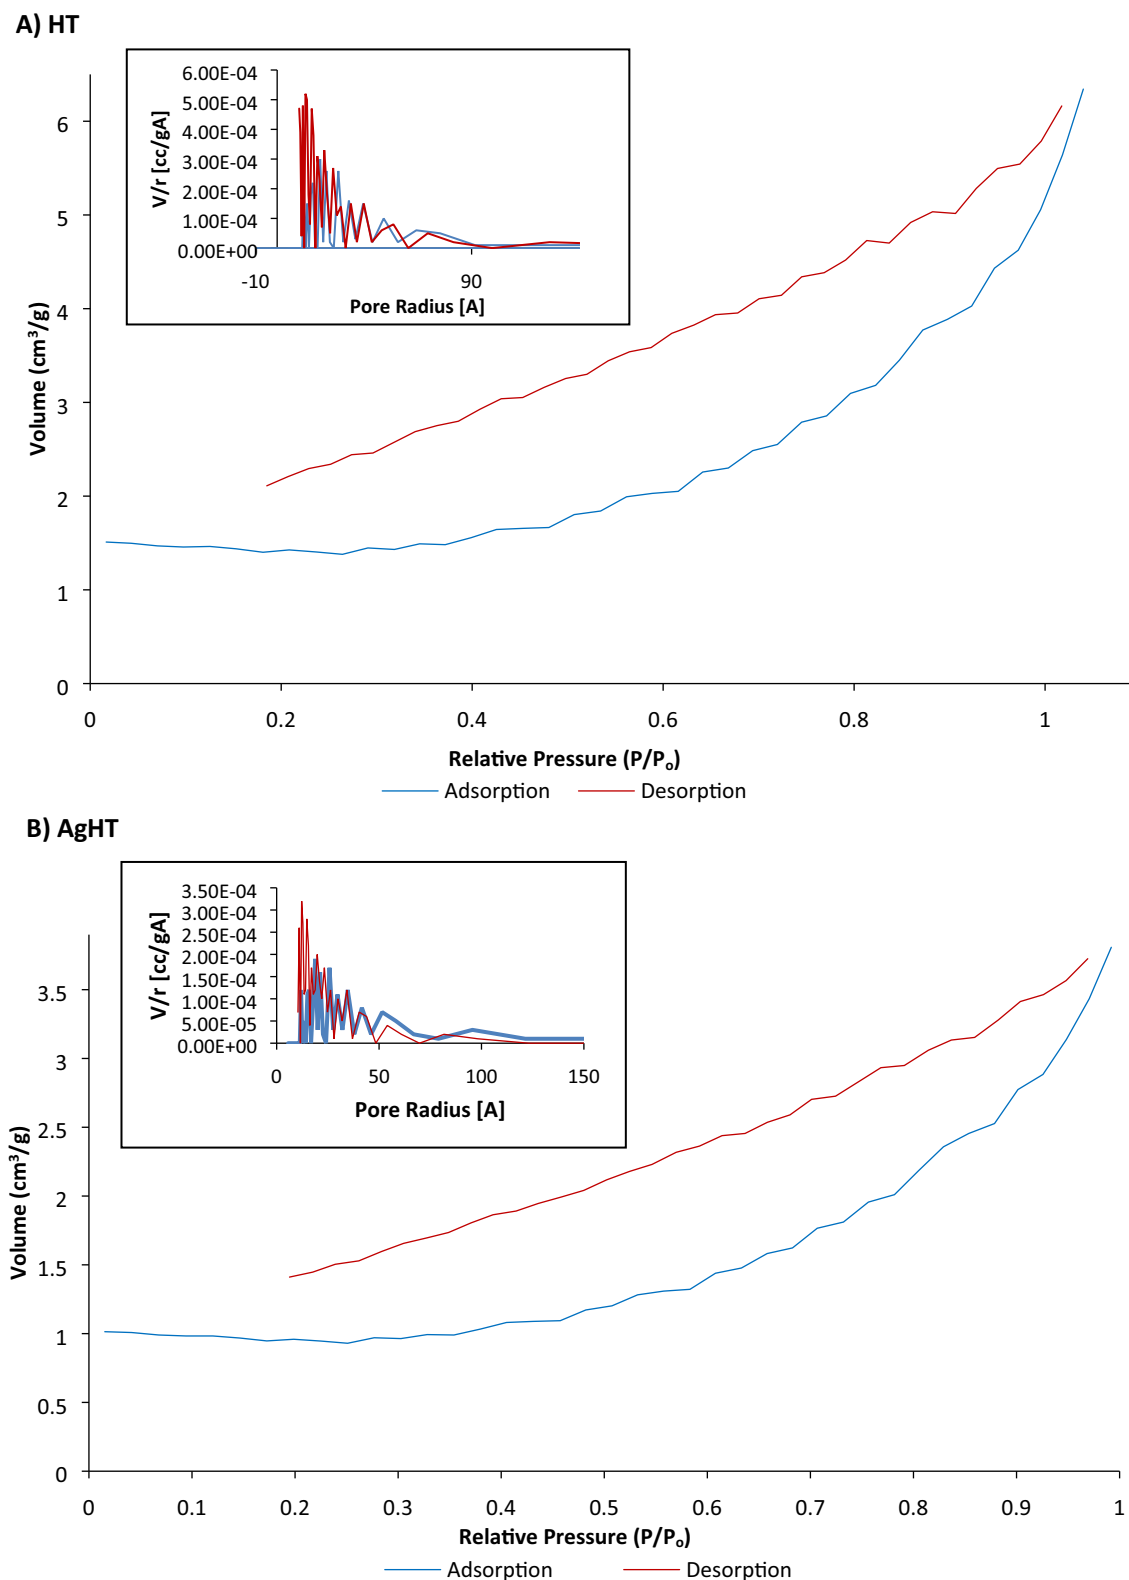 A) HT
6.00E-04
5.00E-04
4.00E-04
3.00E-04
2.00E-04
1.00E-04
0.00E+00
V/r [cc/gA]
-10 90
Pore Radius [A]
6
5
4
3
2
1
0
Volume (cm³/g)
0 0.2 0.4 0.6 0.8 1
Relative Pressure (P/Pₒ)
Adsorption Desorption
B) AgHT
3.50E-04
3.00E-04
2.50E-04
2.00E-04
1.50E-04
1.00E-04
5.00E-05
0.00E+00
V/r [cc/gA]
0 50 100 150
Pore Radius [A]
3.5
3
2.5
2
1.5
1
0.5
0
Volume (cm³/g)
0 0.1 0.2 0.3 0.4 0.5 0.6 0.7 0.8 0.9 1
Relative Pressure (P/Pₒ)
Adsorption Desorption